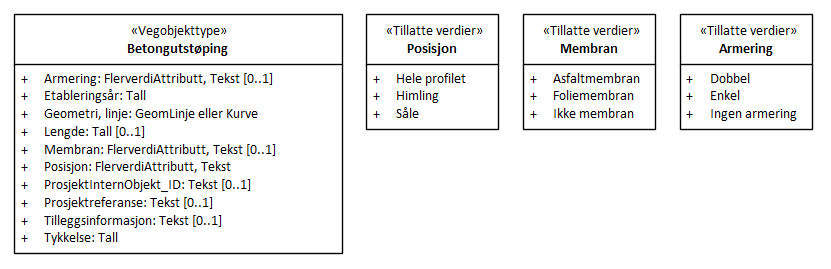 «Vegobjekttype»
Betongutstøping
+ Armering: FlerverdiAttributt, Tekst [0..1]
+ Etableringsår: Tall
+ Geometri, linje: GeomLinje eller Kurve
+ Lengde: Tall [0..1]
+ Membran: FlerverdiAttributt, Tekst [0..1]
+ Posisjon: FlerverdiAttributt, Tekst
+ ProsjektInternObjekt_ID: Tekst [0..1]
+ Prosjektreferanse: Tekst [0..1]
+ Tilleggsinformasjon: Tekst [0..1]
+ Tykkelse: Tall
«Tillatte verdier»
Posisjon
+ Hele profilet
+ Himling
+ Såle
«Tillatte verdier»
Membran
+ Asfaltmembran
+ Foliemembran
+ Ikke membran
«Tillatte verdier»
Armering
+ Dobbel
+ Enkel
+ Ingen armering